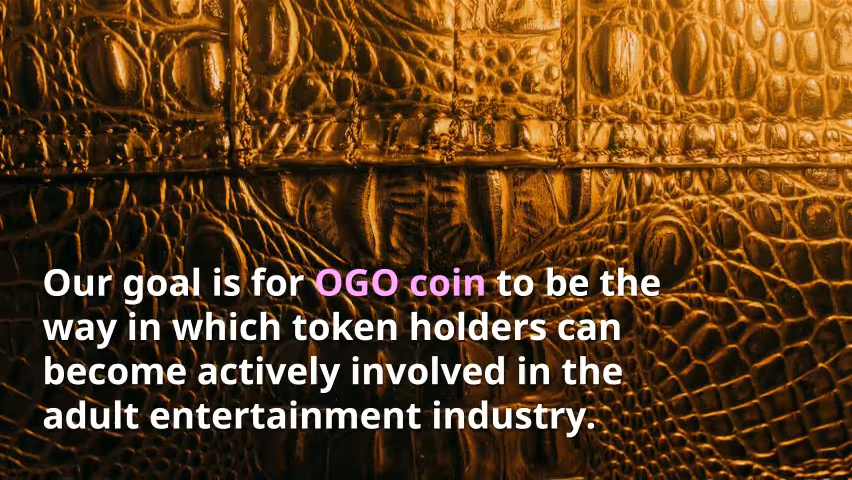 Our goal is for OGO coin to be the
way in which token holders can
become actively involved in the
adult entertainment industry.